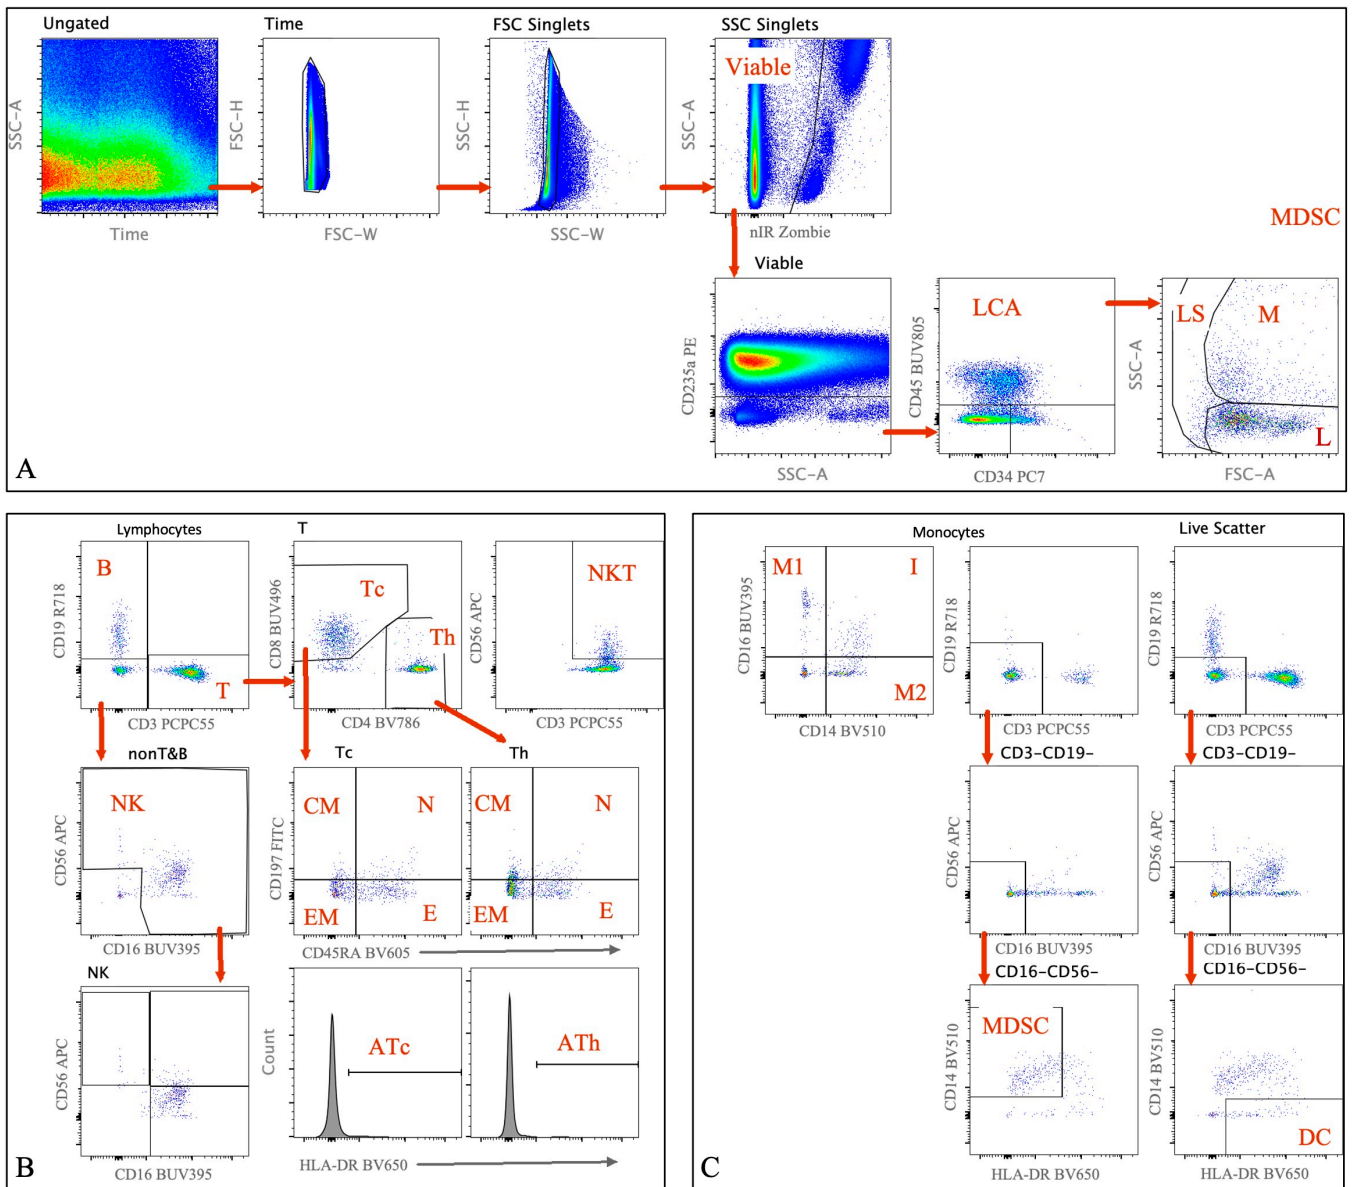 Ungated
Time
FSC Singlets
SSC Singlets
SSC-A
Time
FSC-H
FSC-W
SSC-H
SSC-W
SSC-A
Viable
nIR Zombie
MDSC
Viable
CD235a PE
SSC-A
CD45 BUV805
LCA
CD34 PC7
SSC-A
LS
M
L
FSC-A
A
Lymphocytes
T
CD19 R718
B
T
CD3 PCPC55
CD8 BUV496
Tc
Th
CD4 BV786
CD56 APC
NKT
CD3 PCPC55
nonT&B
Tc
Th
CD56 APC
NK
CD16 BUV395
CD197 FITC
CM
N
EM
E
CD45RA BV605
CM
N
EM
E
NK
CD56 APC
CD16 BUV395
Count
ATc
ATh
HLA-DR BV650
B
Monocytes
Live Scatter
CD16 BUV395
M1
I
M2
CD14 BV510
CD19 R718
CD3 PCPC55
CD19 R718
CD3 PCPC55
CD3-CD19-
CD3-CD19-
CD56 APC
CD16 BUV395
CD56 APC
CD16 BUV395
CD16-CD56-
CD16-CD56-
CD14 BV510
MDSC
HLA-DR BV650
CD14 BV510
DC
HLA-DR BV650
C